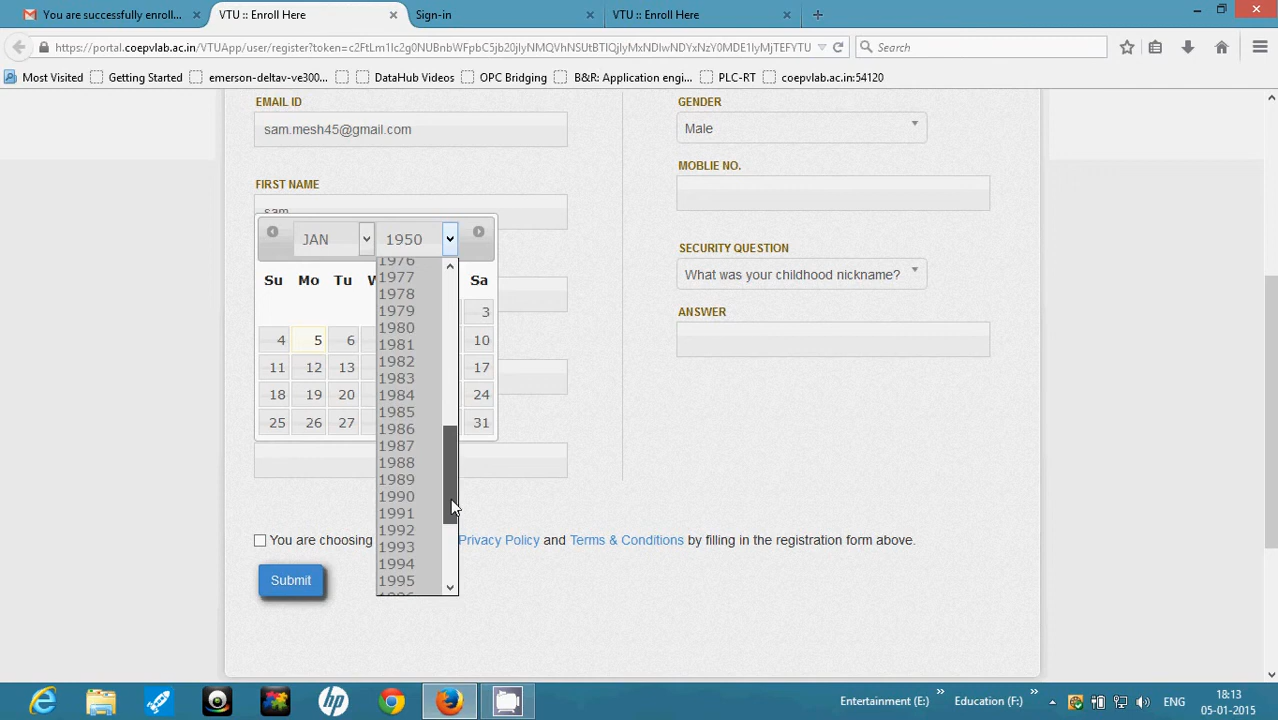 You are successfully enroll...
VTU :: Enroll Here
Sign-in
VTU :: Enroll Here
https://portal.coepvlab.ac.in/VTUApp/user/register?token=c2FtLm1lc2g0NUBnbWFpbC5jb20jIyNMQVRNSUtBTlQjIyMxNDIwNDYxNzY0MDE1IyMjTEFYTU
Search
Most Visited
Getting Started
emerson-deltav-ve300...
DataHub Videos
OPC Bridging
B&R: Application engi...
PLC-RT
coepvlab.ac.in:54120
EMAIL ID
sam.mesh45@gmail.com
GENDER
Male
MOBLIE NO.
FIRST NAME
sam
SECURITY QUESTION
What was your childhood nickname?
ANSWER
JAN
1950
Su Mo Tu W Sa
3
4 5 6 10
11 12 13 17
18 19 20 24
25 26 27 31
1976
1977
1978
1979
1980
1981
1982
1983
1984
1985
1986
1987
1988
1989
1990
1991
1992
1993
1994
1995
1996
You are choosing Privacy Policy and Terms & Conditions by filling in the registration form above.
Submit
hp
Entertainment (E:)
Education (F:)
ENG
18:13
05-01-2015